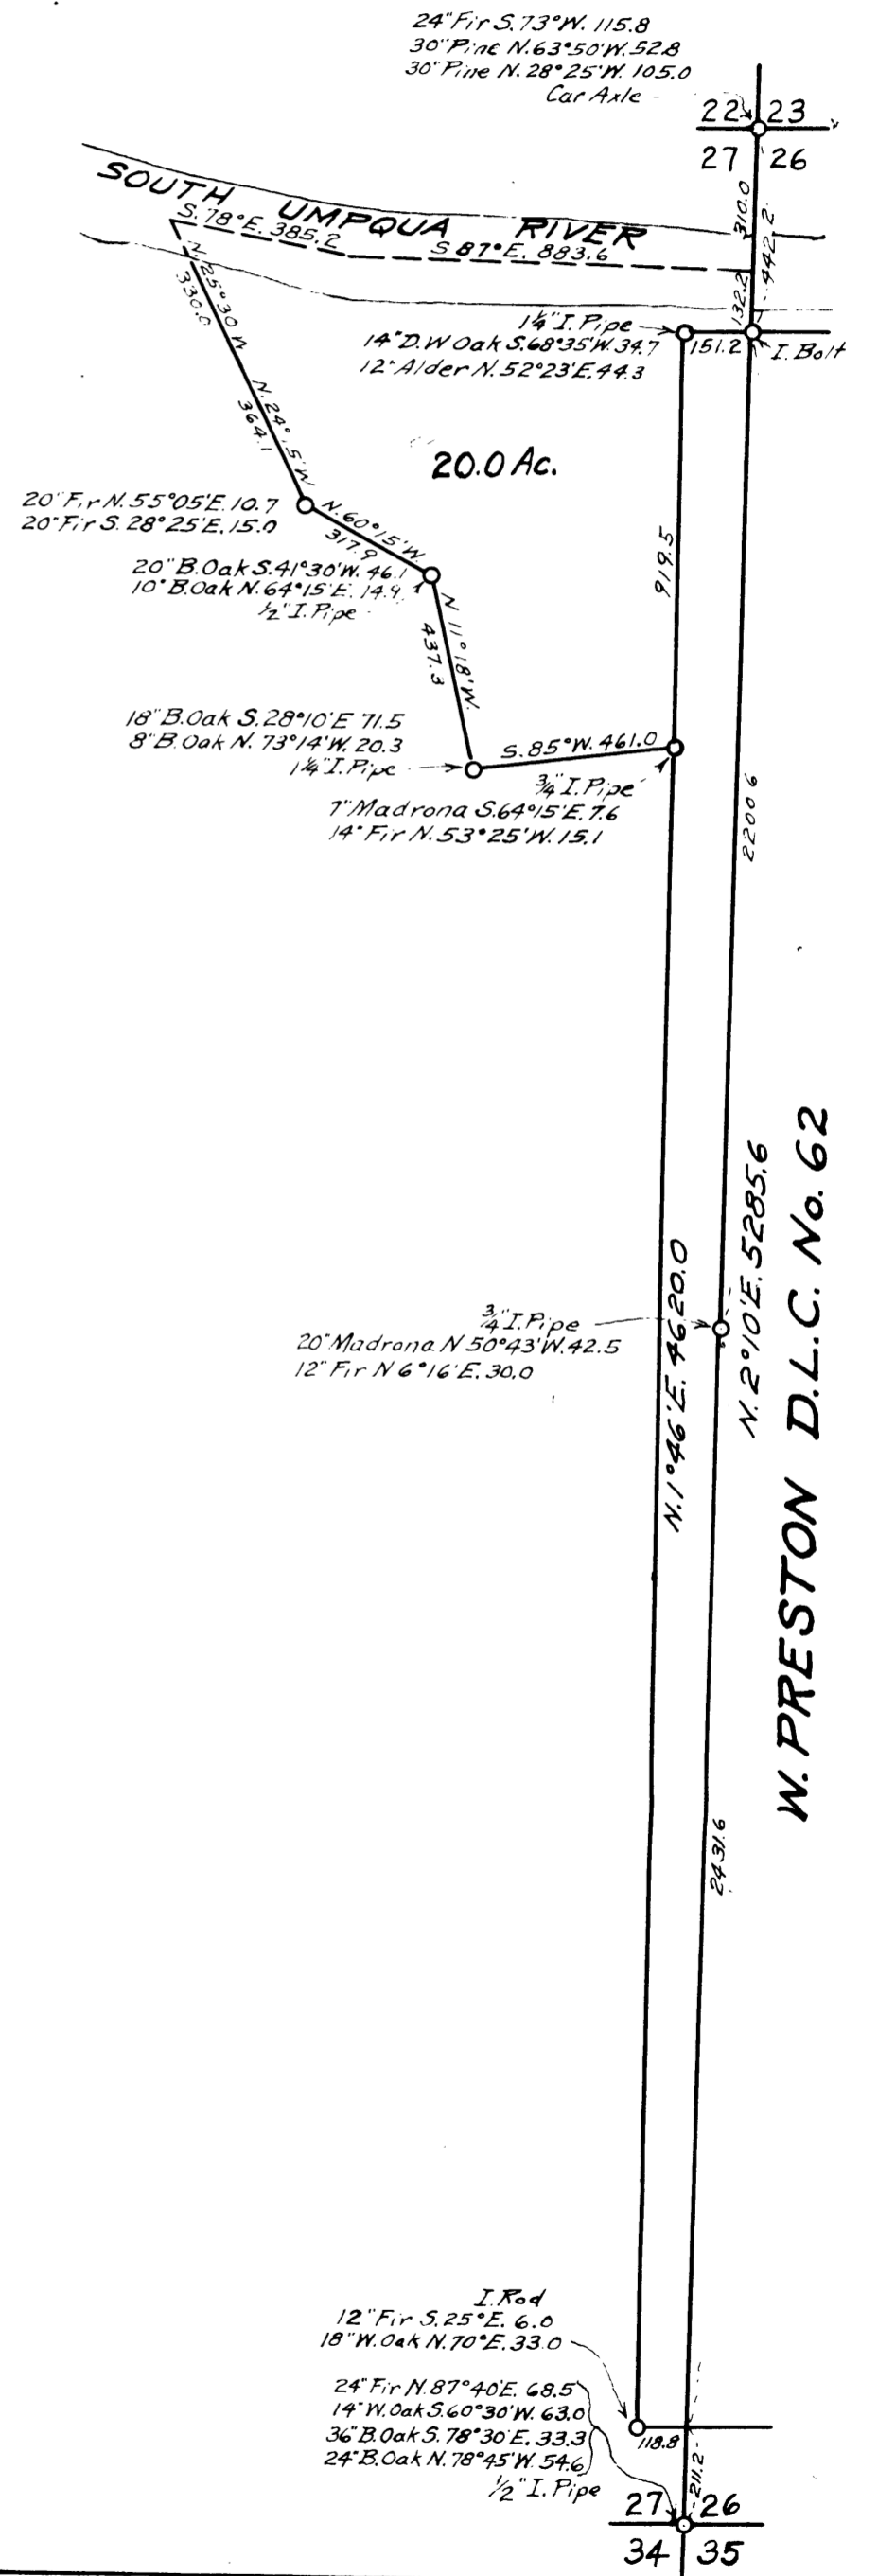 24" Fir S. 73° W. 115.8
30" Pine N. 63°50' W. 52.8
30" Pine N. 28°25' W. 105.0
Car Axle
22 23
27 26
SOUTH UMPQUA RIVER
S. 78° E. 385.2
S 87° E. 883.6
310.0
442.2
132.2
N. 25°30' W
330.0
1¼" I. Pipe
14" D.W Oak S. 68°35' W. 34.7
12" Alder N. 52°23' E. 44.3
151.2
I. Bolt
N. 24°15' W
364.1
20.0 Ac.
20" Fir N. 55°05' E. 10.7
20" Fir S. 28°25' E. 15.0
N. 60°15' W.
317.9
919.5
20" B. Oak S. 41°30' W. 46.1
10" B. Oak N. 64°15' E. 14.9
½" I. Pipe
N 11°18' W.
437.3
18" B. Oak S. 28°10' E 71.5
8" B. Oak N. 73°14' W. 20.3
1¼" I. Pipe
S. 85° W. 461.0
¾" I. Pipe
7" Madrona S. 64°15' E. 7.6
14" Fir N. 53°25' W. 15.1
2200.6
N. 1°46' E. 4620.0
N. 2°10' E. 5285.6
W. PRESTON D.L.C. No. 62
¾" I. Pipe
20" Madrona N 50°43' W. 42.5
12" Fir N 6°16' E. 30.0
2431.6
I. Rod
12" Fir S. 25° E. 6.0
18" W. Oak N. 70° E. 33.0
24" Fir N. 87°40' E. 68.5
14" W. Oak S. 60°30' W. 63.0
36" B. Oak S. 78°30' E. 33.3
24" B. Oak N. 78°45' W. 54.6
½" I. Pipe
118.8
211.2
27 26
34 35